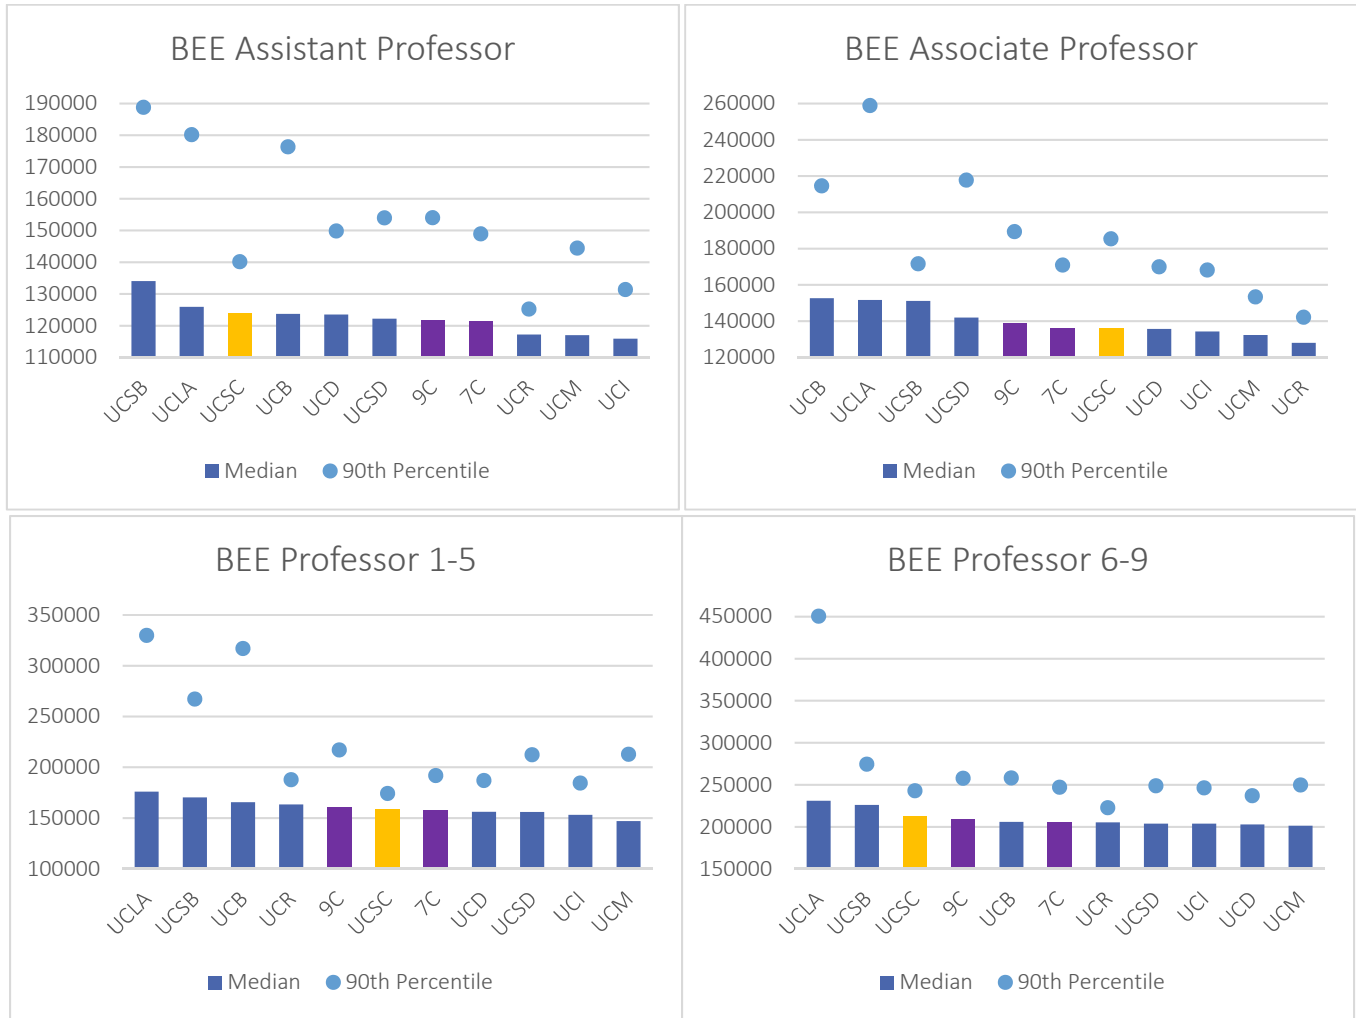 BEE Assistant Professor
190000
180000
170000
160000
150000
140000
130000
120000
110000
UCSB UCLA UCSC UCB UCD UCSD 9C 7C UCR UCM UCI
Median 90th Percentile
BEE Associate Professor
260000
240000
220000
200000
180000
160000
140000
120000
UCB UCLA UCSB UCSD 9C 7C UCSC UCD UCI UCM UCR
Median 90th Percentile
BEE Professor 1-5
350000
300000
250000
200000
150000
100000
UCLA UCSB UCB UCR 9C UCSC 7C UCD UCSD UCI UCM
Median 90th Percentile
BEE Professor 6-9
450000
400000
350000
300000
250000
200000
150000
UCLA UCSB UCSC 9C UCB 7C UCR UCSD UCI UCD UCM
Median 90th Percentile